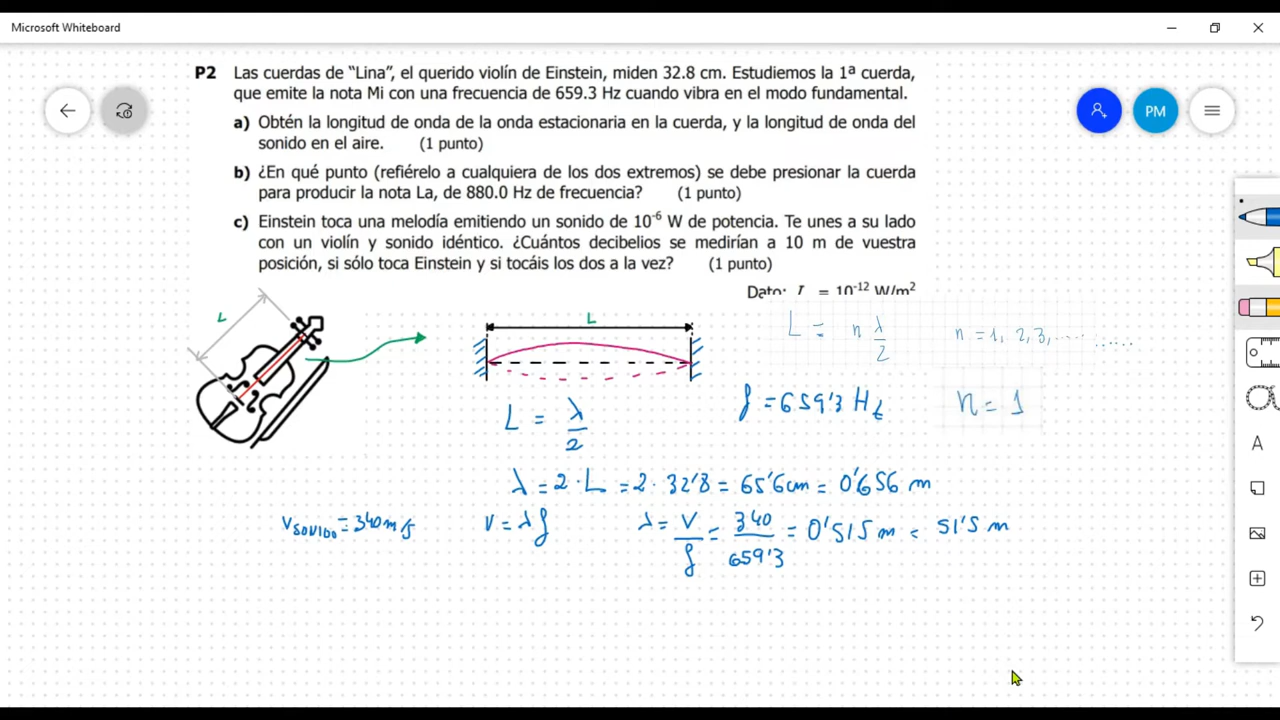 Microsoft Whiteboard
P2 Las cuerdas de “Lina”, el querido violín de Einstein, miden 32.8 cm. Estudiemos la 1ª cuerda,
que emite la nota Mi con una frecuencia de 659.3 Hz cuando vibra en el modo fundamental.
a) Obtén la longitud de onda de la onda estacionaria en la cuerda, y la longitud de onda del
sonido en el aire. (1 punto)
b) ¿En qué punto (refiérelo a cualquiera de los dos extremos) se debe presionar la cuerda
para producir la nota La, de 880.0 Hz de frecuencia? (1 punto)
c) Einstein toca una melodía emitiendo un sonido de 10⁻⁶ W de potencia. Te unes a su lado
con un violín y sonido idéntico. ¿Cuántos decibelios se medirían a 10 m de vuestra
posición, si sólo toca Einstein y si tocáis los dos a la vez? (1 punto)
Dato: I = 10⁻¹² W/m²
PM
A
L
L
L = n λ/2 n = 1, 2, 3, ...........
L = λ/2
f = 659'3 Hz
n = 1
λ = 2 · L = 2 · 32'8 = 65'6 cm = 0'656 m
V SONIDO = 340 m/s V = λ f λ = V/f = 340/659'3 = 0'515 m = 51'5 m